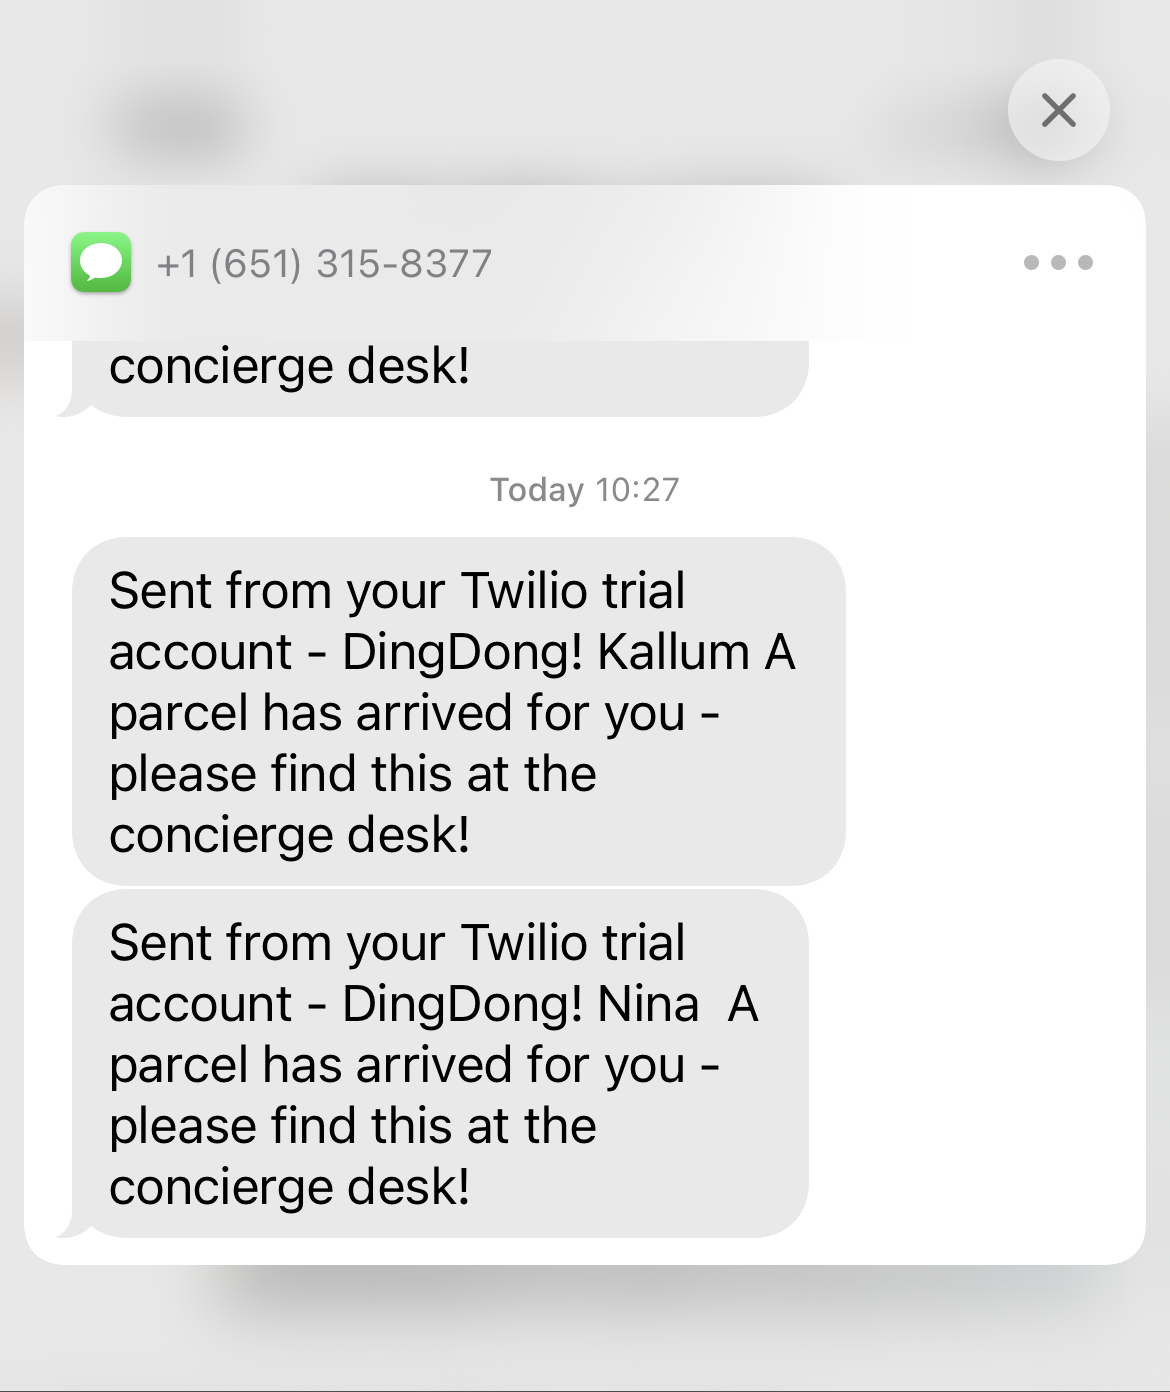 +1 (651) 315-8377
concierge desk!
Today 10:27
Sent from your Twilio trial
account - DingDong! Kallum A
parcel has arrived for you -
please find this at the
concierge desk!
Sent from your Twilio trial
account - DingDong! Nina  A
parcel has arrived for you -
please find this at the
concierge desk!